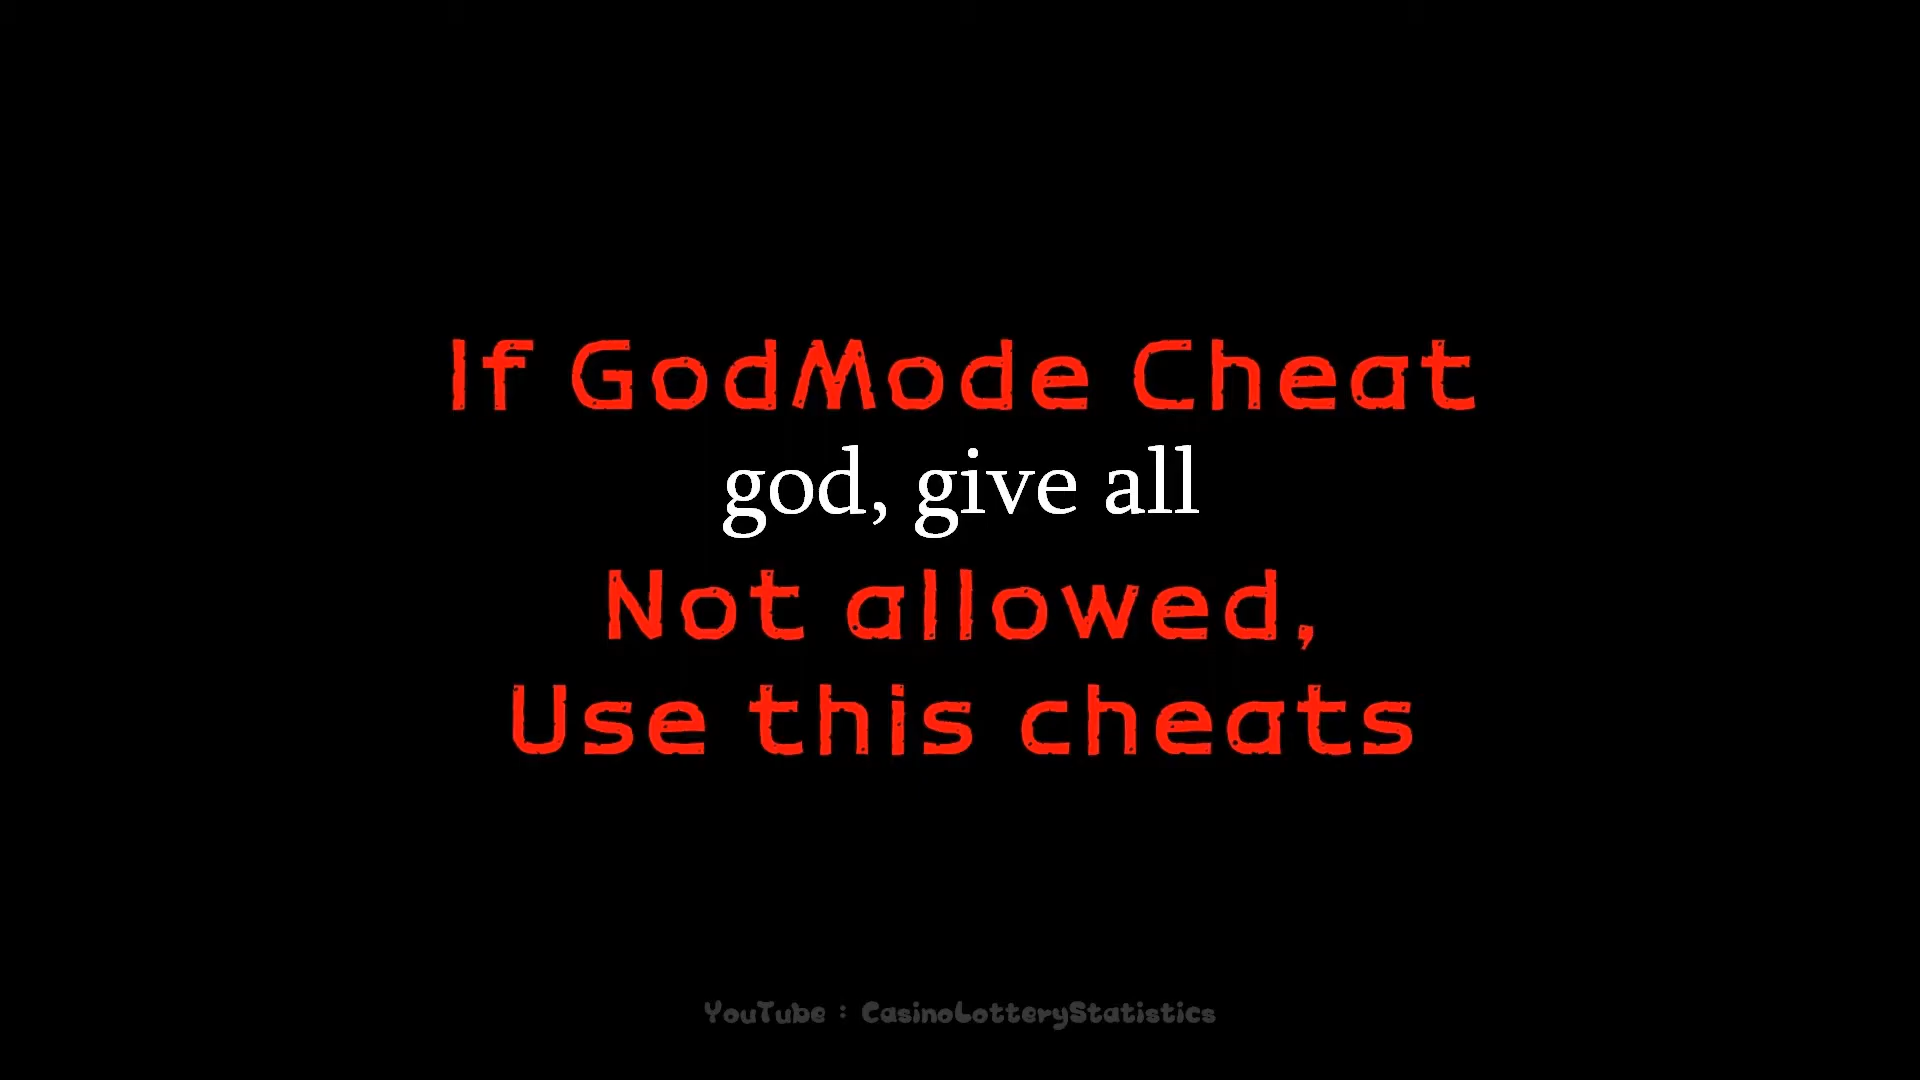 If GodMode Cheat
god, give all
Not allowed,
Use this cheats
YouTube : CasinoLotteryStatistics